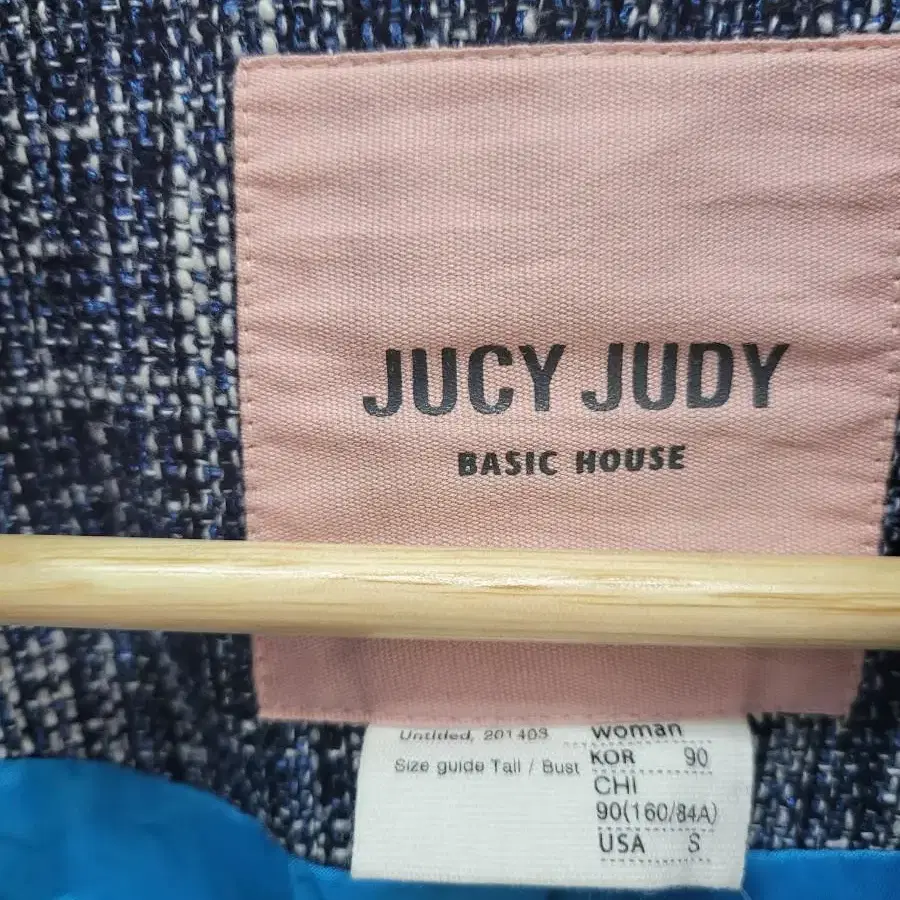 JUCY JUDY
BASIC HOUSE
Untitled, 201403 woman
Size guide Tall / Bust KOR 90
CHI
90(160/84A)
USA S